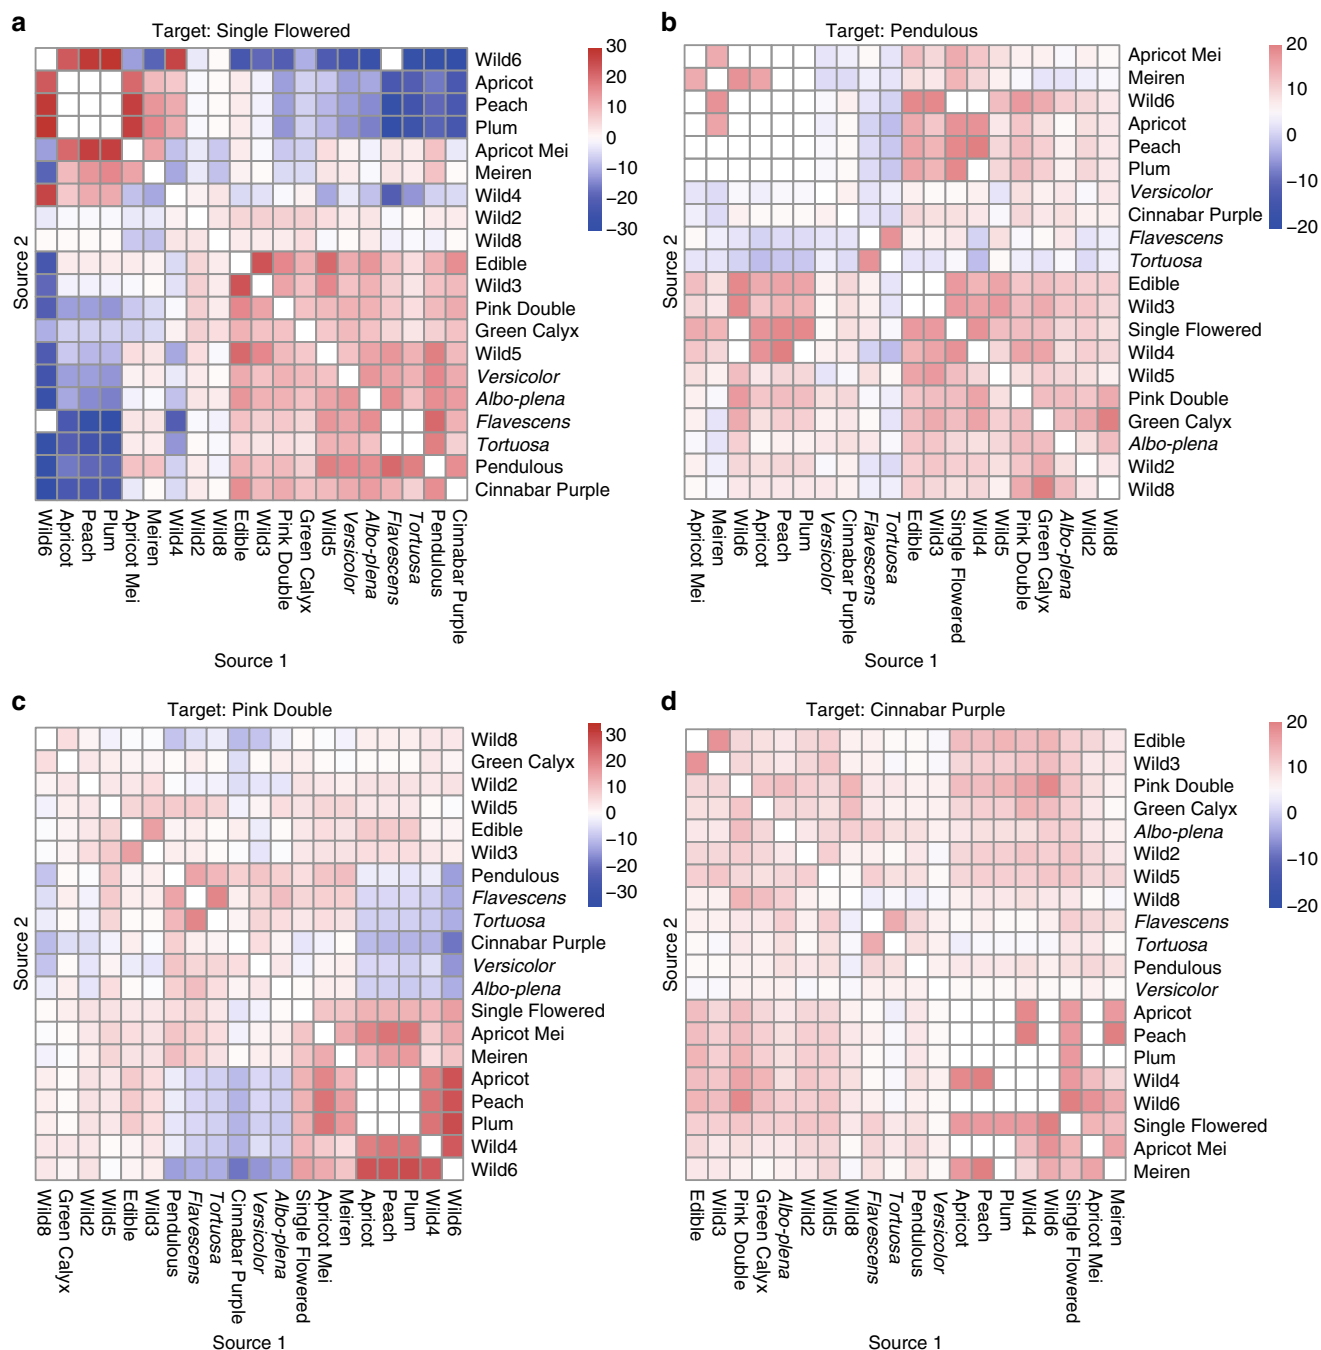 a
Target: Single Flowered
Wild6
Apricot
Peach
Plum
Apricot Mei
Meiren
Wild4
Wild2
Wild8
Edible
Wild3
Pink Double
Green Calyx
Wild5
Versicolor
Albo-plena
Flavescens
Tortuosa
Pendulous
Cinnabar Purple
30
20
10
0
−10
−20
−30
Source 2
Wild6
Apricot
Peach
Plum
Apricot Mei
Meiren
Wild4
Wild2
Wild8
Edible
Wild3
Pink Double
Green Calyx
Wild5
Versicolor
Albo-plena
Flavescens
Tortuosa
Pendulous
Cinnabar Purple
Source 1
b
Target: Pendulous
Apricot Mei
Meiren
Wild6
Apricot
Peach
Plum
Versicolor
Cinnabar Purple
Flavescens
Tortuosa
Edible
Wild3
Single Flowered
Wild4
Wild5
Pink Double
Green Calyx
Albo-plena
Wild2
Wild8
20
10
0
−10
−20
Source 2
Apricot Mei
Meiren
Wild6
Apricot
Peach
Plum
Versicolor
Cinnabar Purple
Flavescens
Tortuosa
Edible
Wild3
Single Flowered
Wild4
Wild5
Pink Double
Green Calyx
Albo-plena
Wild2
Wild8
Source 1
c
Target: Pink Double
Wild8
Green Calyx
Wild2
Wild5
Edible
Wild3
Pendulous
Flavescens
Tortuosa
Cinnabar Purple
Versicolor
Albo-plena
Single Flowered
Apricot Mei
Meiren
Apricot
Peach
Plum
Wild4
Wild6
30
20
10
0
−10
−20
−30
Source 2
Wild8
Green Calyx
Wild2
Wild5
Edible
Wild3
Pendulous
Flavescens
Tortuosa
Cinnabar Purple
Versicolor
Albo-plena
Single Flowered
Apricot Mei
Meiren
Apricot
Peach
Plum
Wild4
Wild6
Source 1
d
Target: Cinnabar Purple
Edible
Wild3
Pink Double
Green Calyx
Albo-plena
Wild2
Wild5
Wild8
Flavescens
Tortuosa
Pendulous
Versicolor
Apricot
Peach
Plum
Wild4
Wild6
Single Flowered
Apricot Mei
Meiren
20
10
0
−10
−20
Source 2
Edible
Wild3
Pink Double
Green Calyx
Albo-plena
Wild2
Wild5
Wild8
Flavescens
Tortuosa
Pendulous
Versicolor
Apricot
Peach
Plum
Wild4
Wild6
Single Flowered
Apricot Mei
Meiren
Source 1